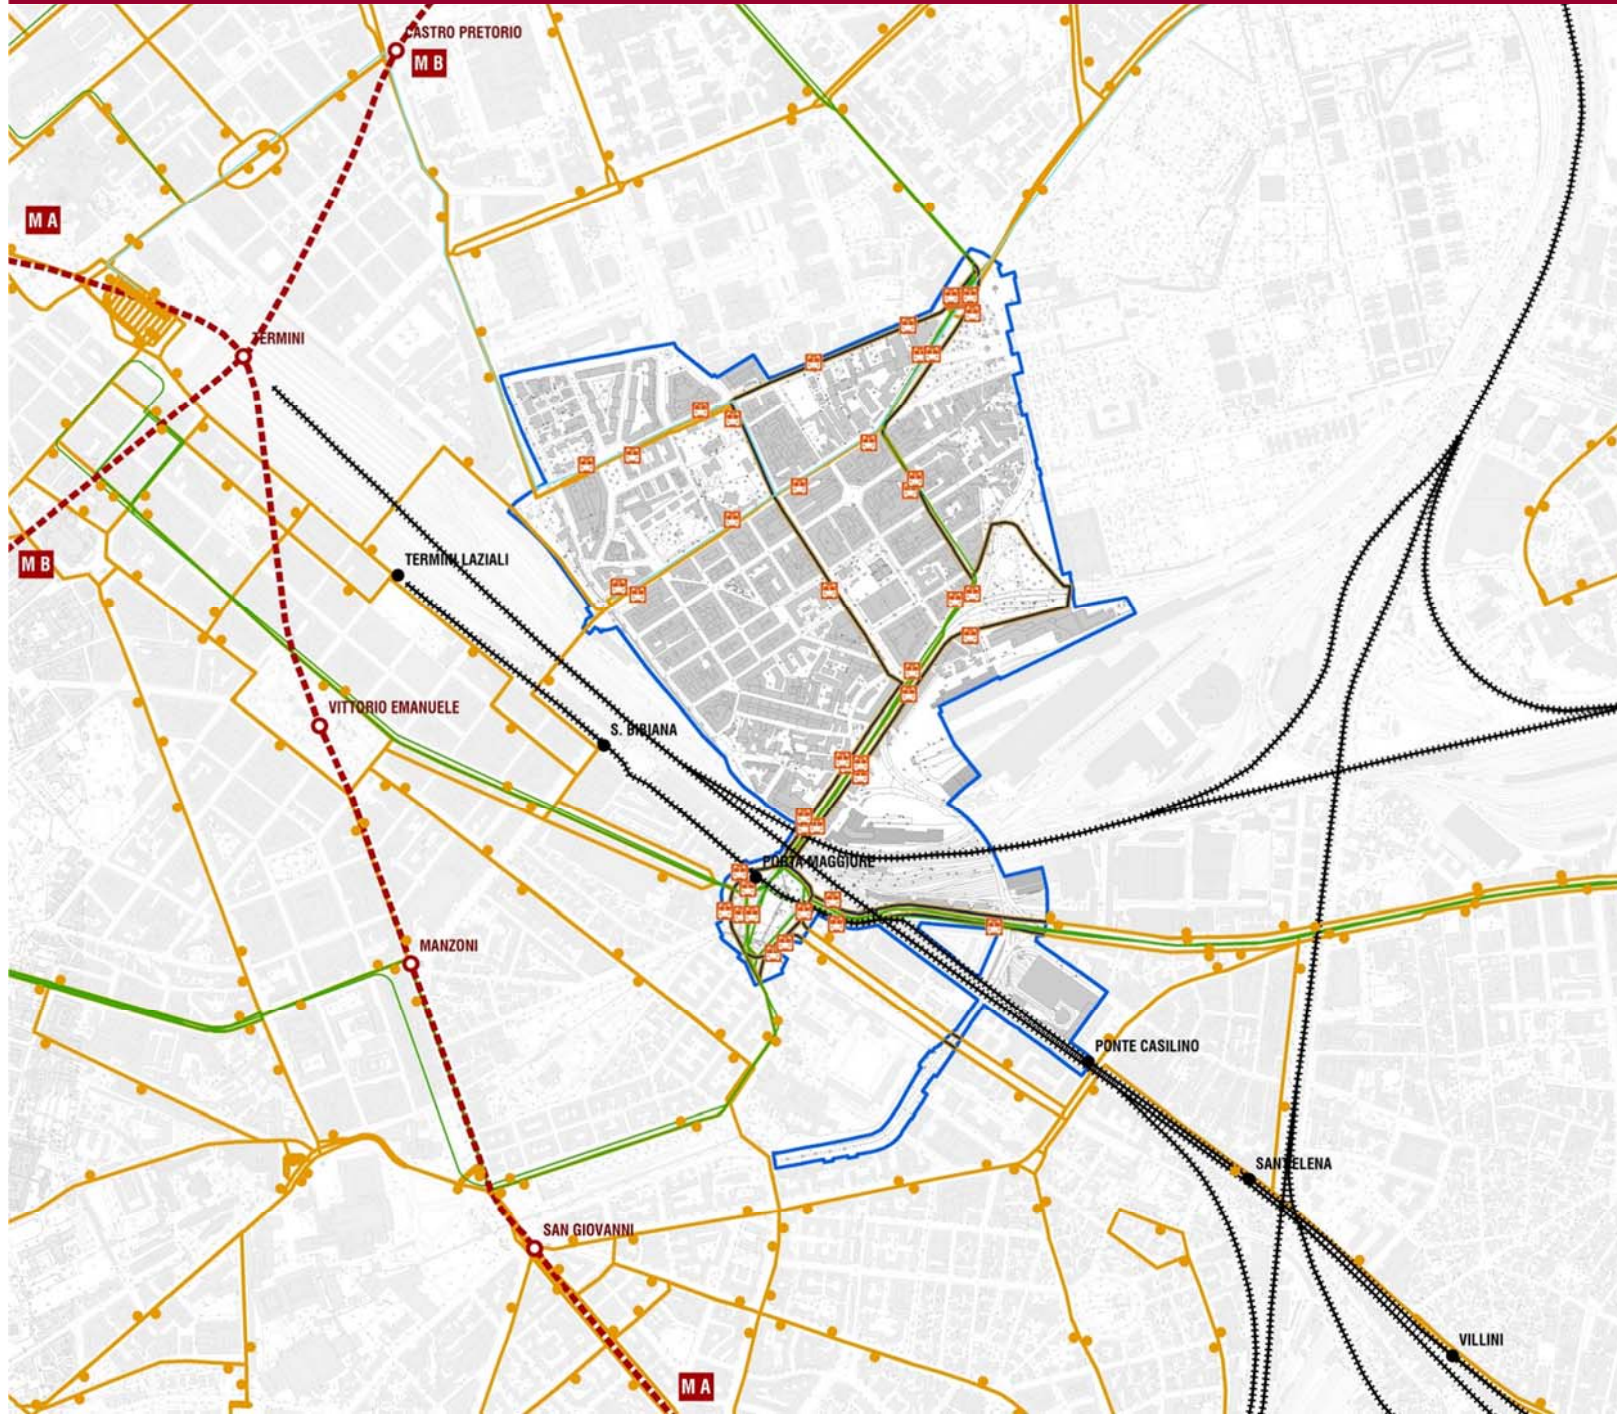 CASTRO PRETORIO
M B
M A
TERMINI
TERMINI LAZIALI
M B
VITTORIO EMANUELE
S. BIBIANA
PORTA MAGGIORE
MANZONI
PONTE CASILINO
SANT'ELENA
SAN GIOVANNI
VILLINI
M A